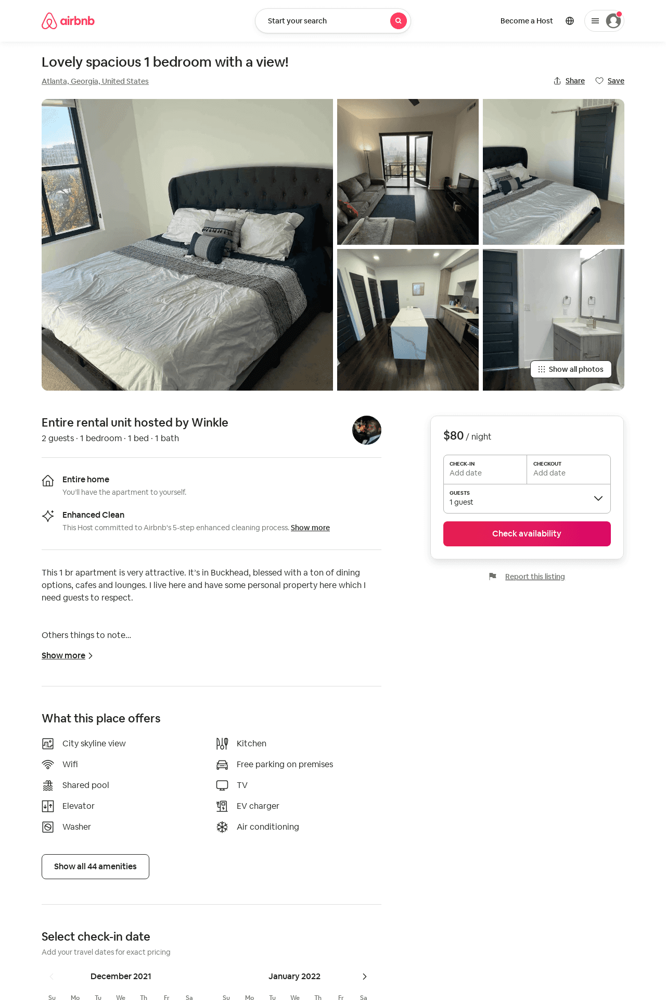 airbnb
Start your search
Become a Host
Lovely spacious 1 bedroom with a view!
Atlanta, Georgia, United States
Share
Save
Show all photos
Entire rental unit hosted by Winkle
2 guests · 1 bedroom · 1 bed · 1 bath
Entire home
You’ll have the apartment to yourself.
Enhanced Clean
This Host committed to Airbnb's 5-step enhanced cleaning process. Show more
$80 / night
CHECK-IN
Add date
CHECKOUT
Add date
GUESTS
1 guest
Check availability
Report this listing
This 1 br apartment is very attractive. It’s in Buckhead, blessed with a ton of dining
options, cafes and lounges. I live here and have some personal property here which I
need guests to respect.
Others things to note…
Show more
What this place offers
City skyline view
Kitchen
Wifi
Free parking on premises
Shared pool
TV
Elevator
EV charger
Washer
Air conditioning
Show all 44 amenities
Select check-in date
Add your travel dates for exact pricing
December 2021
January 2022
Su Mo Tu We Th Fr Sa
Su Mo Tu We Th Fr Sa